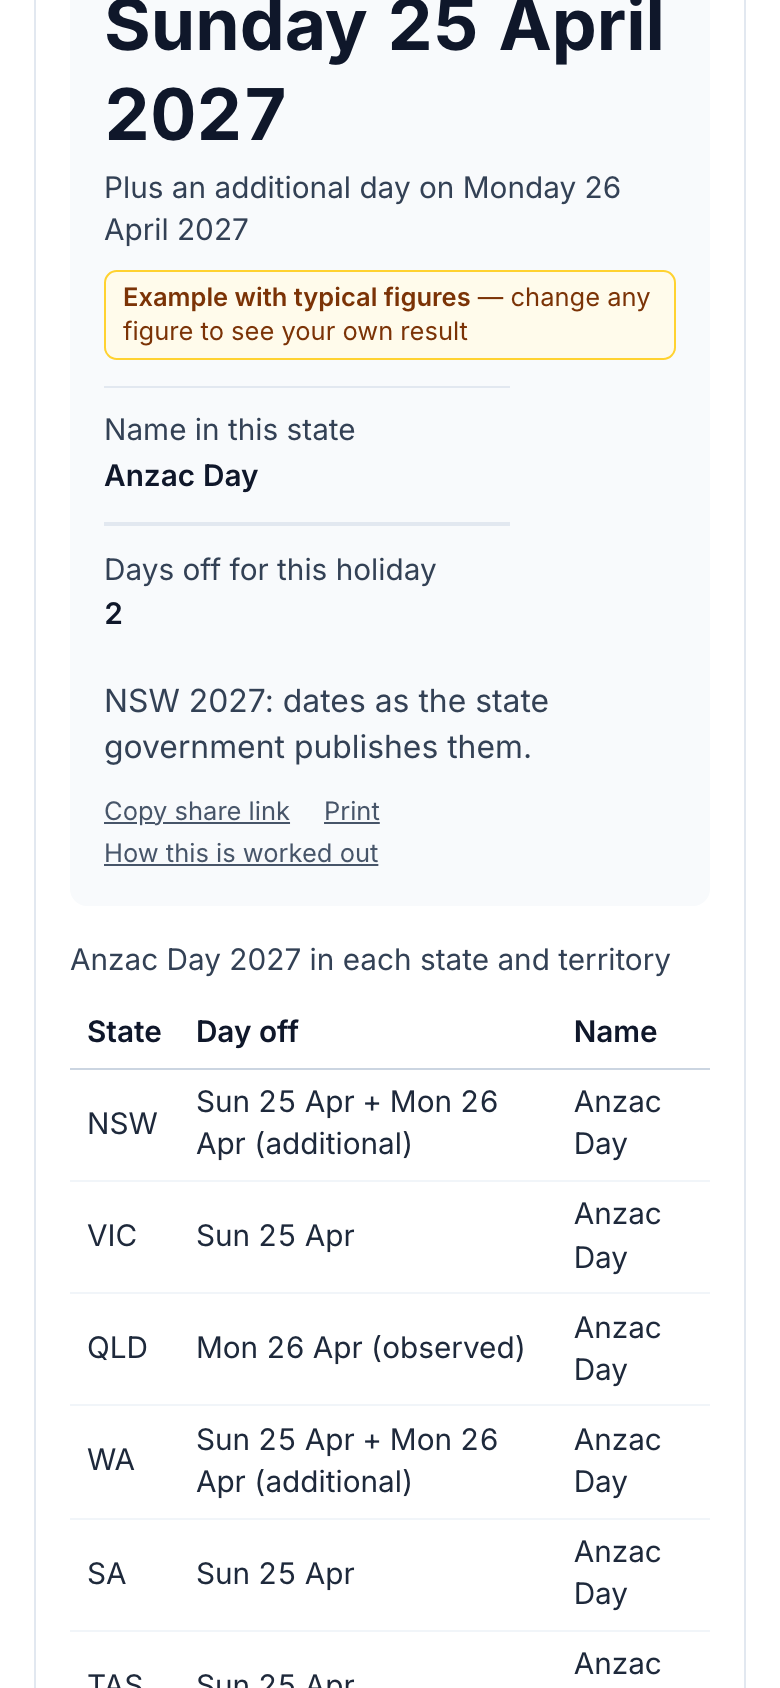 Sunday 25 April
2027
Plus an additional day on Monday 26
April 2027
Example with typical figures — change any
figure to see your own result
Name in this state
Anzac Day
Days off for this holiday
2
NSW 2027: dates as the state
government publishes them.
Copy share link Print
How this is worked out
Anzac Day 2027 in each state and territory
State Day off Name
NSW Sun 25 Apr + Mon 26 Apr (additional) Anzac Day
VIC Sun 25 Apr Anzac Day
QLD Mon 26 Apr (observed) Anzac Day
WA Sun 25 Apr + Mon 26 Apr (additional) Anzac Day
SA Sun 25 Apr Anzac Day
TAS Sun 25 Apr Anzac